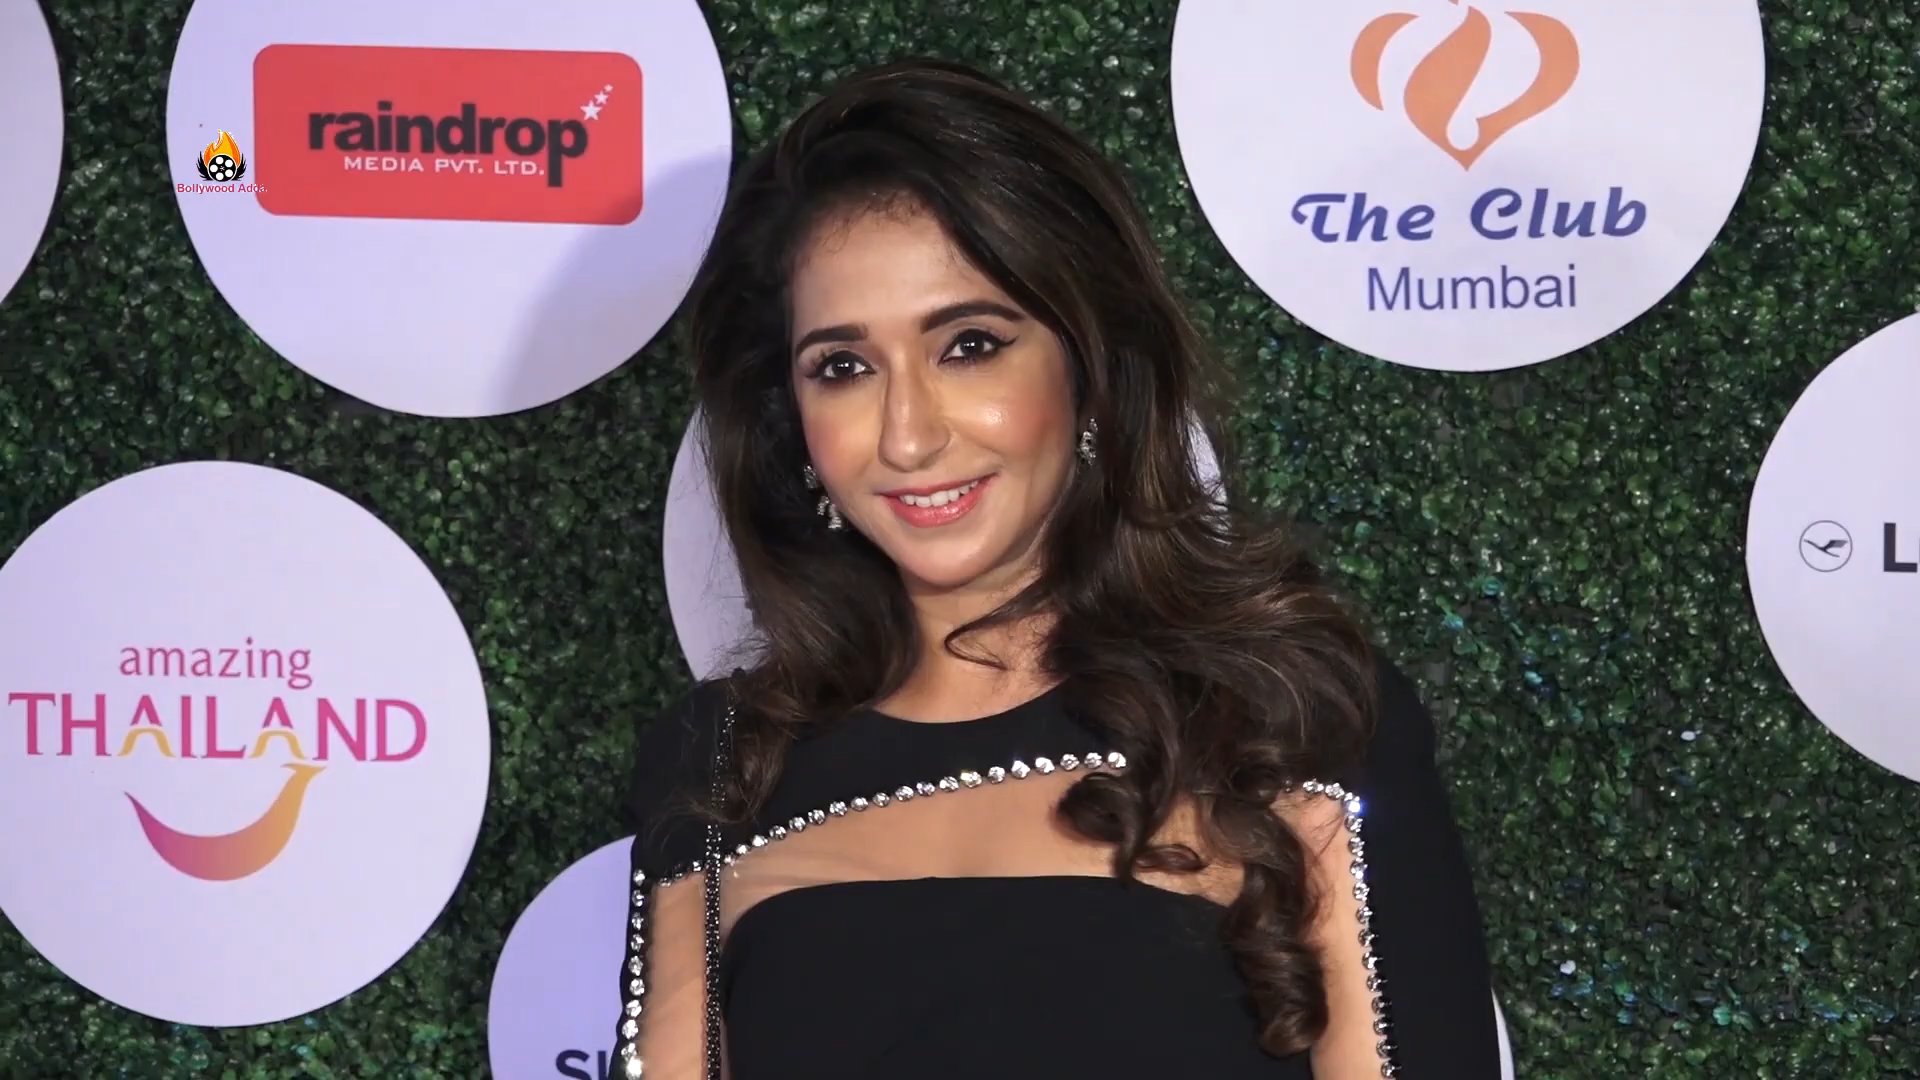 raindrop
MEDIA PVT. LTD.
Bollywood Adda
The Club
Mumbai
amazing
THAILAND